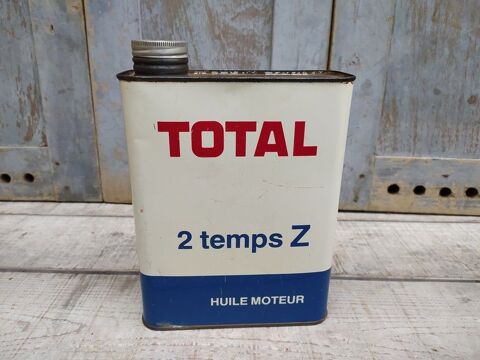 TOTAL
2 temps Z
HUILE MOTEUR